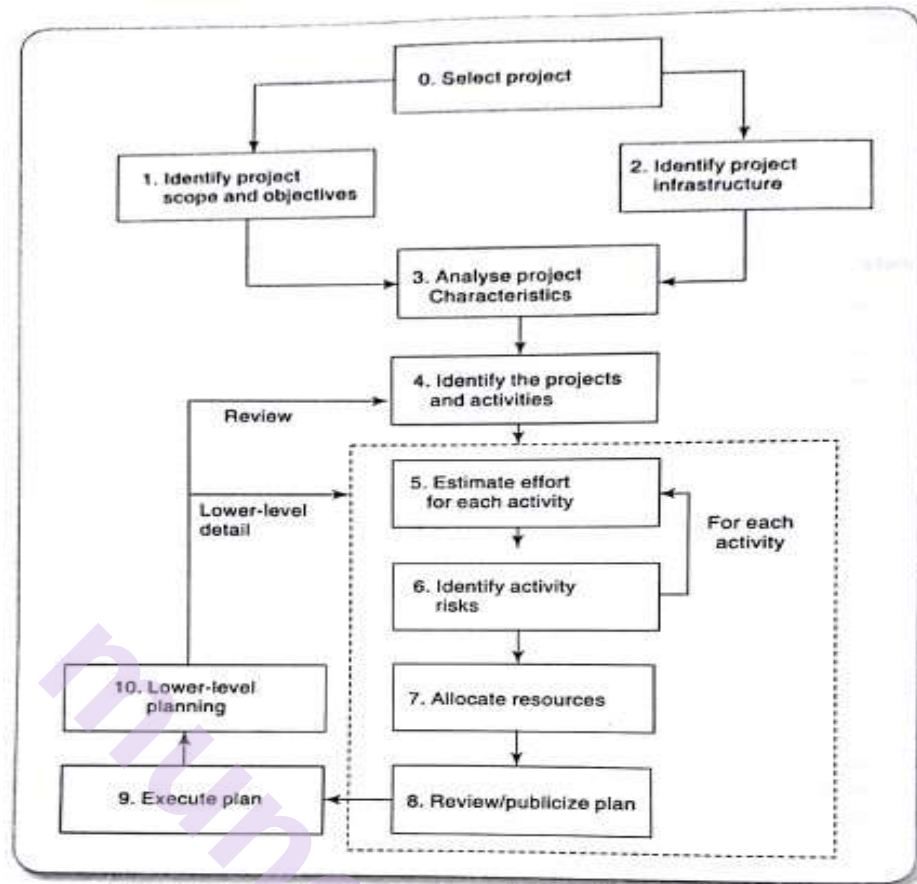 0. Select project
1. Identify project
scope and objectives
2. Identify project
infrastructure
3. Analyse project
Characteristics
4. Identify the projects
and activities
Review
5. Estimate effort
for each activity
Lower-level
detail
For each
activity
6. Identify activity
risks
10. Lower-level
planning
7. Allocate resources
9. Execute plan
8. Review/publicize plan